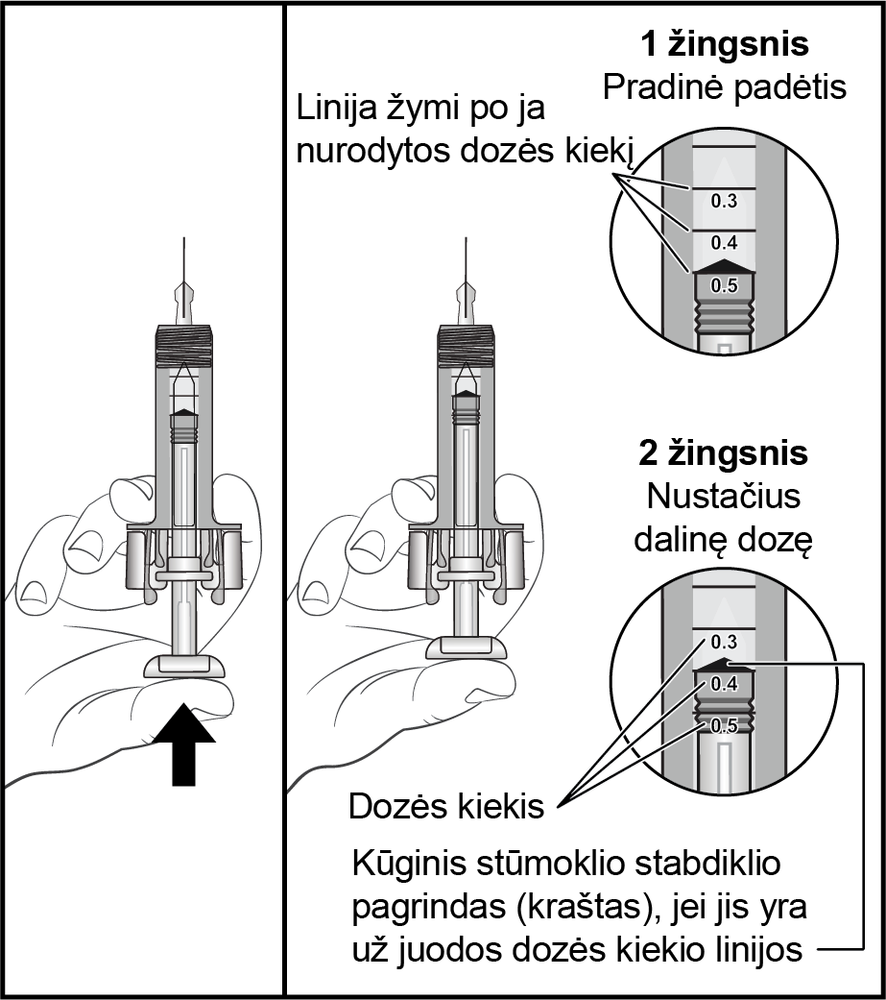 1 žingsnis
Pradinė padėtis
Linija žymi po ja
nurodytos dozės kiekį
0.3
0.4
0.5
2 žingsnis
Nustačius
dalinę dozę
0.3
0.4
0.5
Dozės kiekis
Kūginis stūmoklio stabdiklio
pagrindas (kraštas), jei jis yra
už juodos dozės kiekio linijos